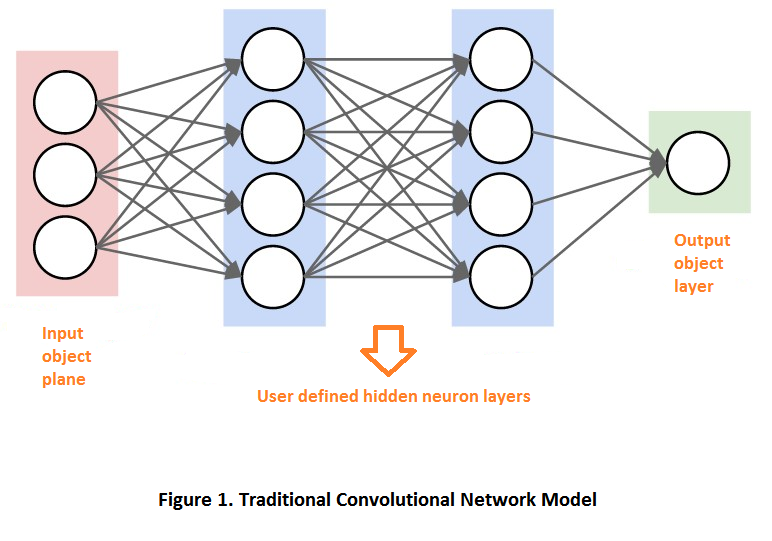 Input
object
plane
Output
object
layer
User defined hidden neuron layers
Figure 1. Traditional Convolutional Network Model